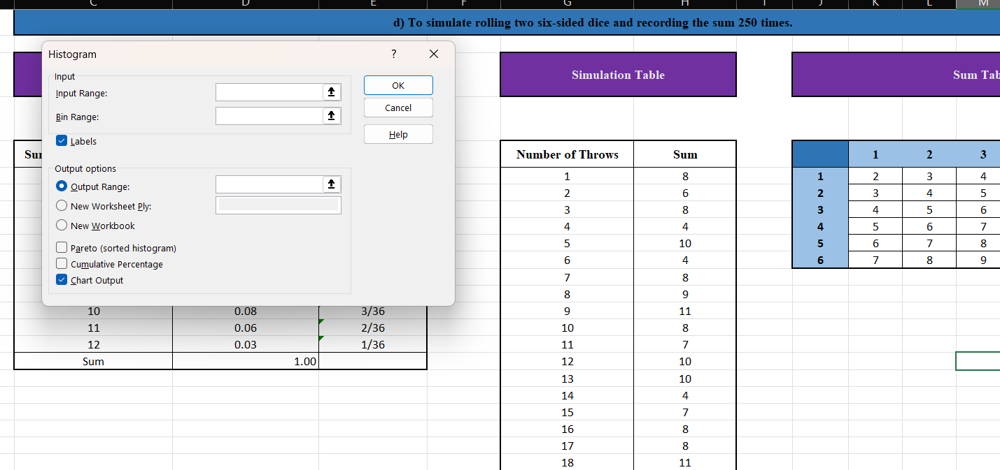 C D E F G H I J K L M
d) To simulate rolling two six-sided dice and recording the sum 250 times.
Histogram ?
Input
Input Range:
Bin Range:
Labels
Output options
Output Range:
New Worksheet Ply:
New Workbook
Pareto (sorted histogram)
Cumulative Percentage
Chart Output
OK
Cancel
Help
10 0.08 3/36
11 0.06 2/36
12 0.03 1/36
Sum 1.00
Simulation Table
Number of Throws Sum
1 8
2 6
3 8
4 4
5 10
6 4
7 8
8 9
9 11
10 8
11 7
12 10
13 10
14 4
15 7
16 8
17 8
18 11
Sum Tab
1 2 3
1 2 3 4
2 3 4 5
3 4 5 6
4 5 6 7
5 6 7 8
6 7 8 9